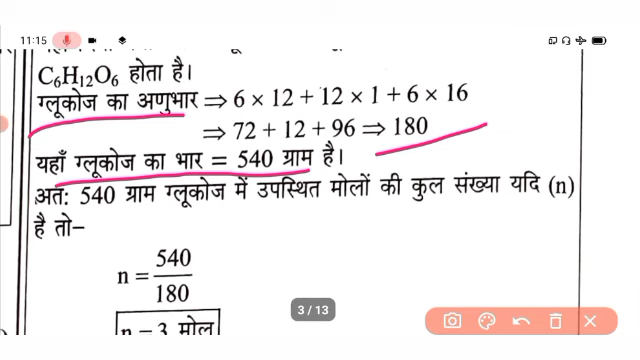 11:15
C₆H₁₂O₆ होता है।
ग्लूकोज का अणुभार ⇒ 6 × 12 + 12 × 1 + 6 × 16
⇒ 72 + 12 + 96 ⇒ 180
यहाँ ग्लूकोज का भार = 540 ग्राम है।
अतः 540 ग्राम ग्लूकोज में उपस्थित मोलों की कुल संख्या यदि (n)
है तो–
n = 540
180
3 / 13
n = 3 मोल